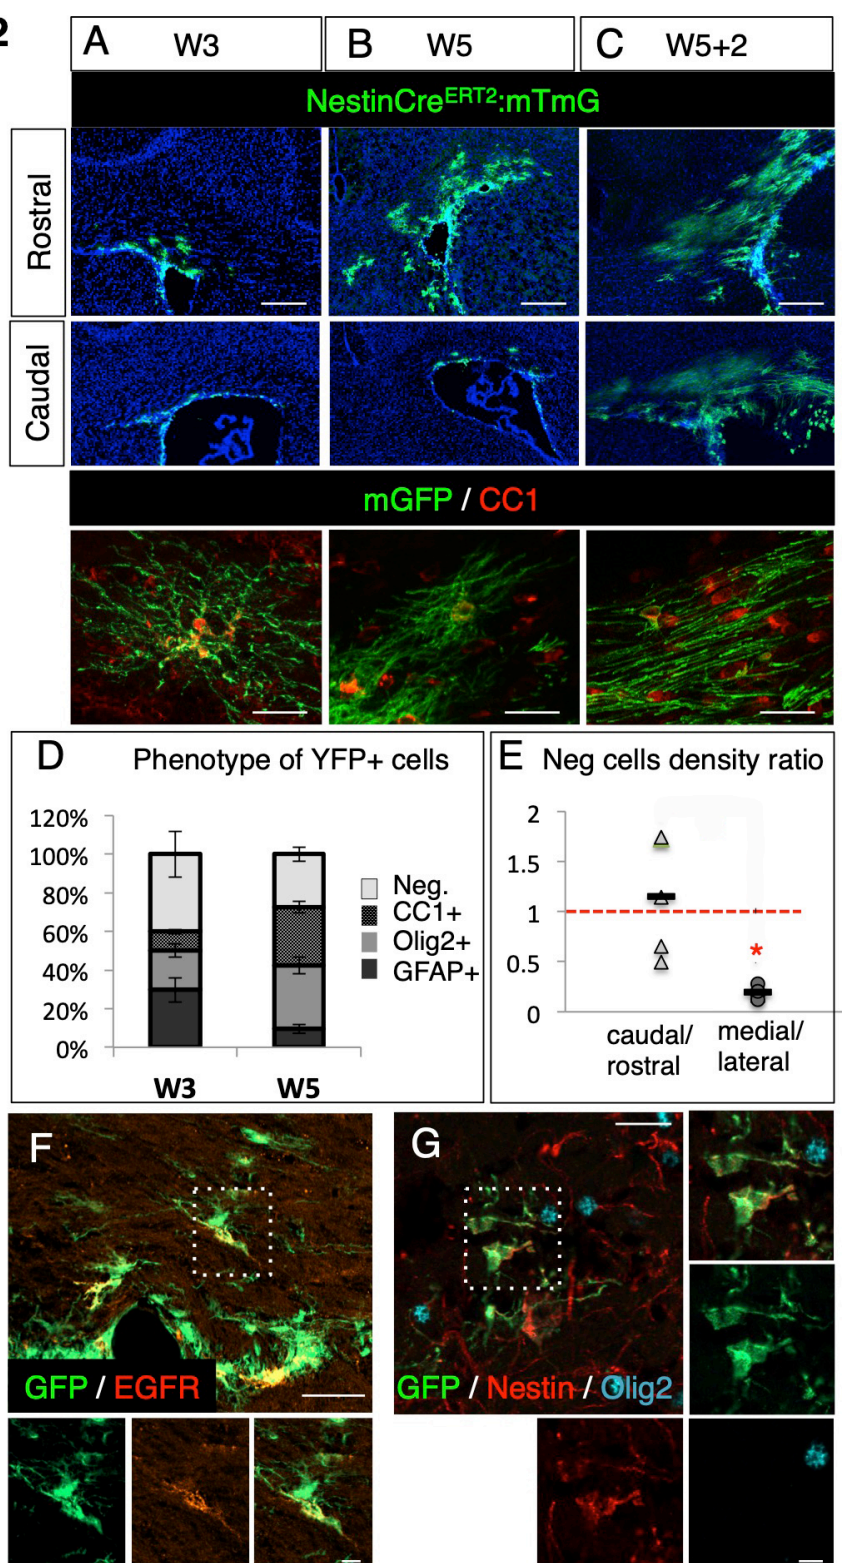 2
A W3
B W5
C W5+2
NestinCreERT2:mTmG
Rostral
Caudal
mGFP / CC1
D Phenotype of YFP+ cells
120%
100%
80%
60%
40%
20%
0%
W3 W5
Neg.
CC1+
Olig2+
GFAP+
E Neg cells density ratio
2
1.5
1
0.5
0
*
caudal/
rostral
medial/
lateral
F
GFP / EGFR
G
GFP / Nestin / Olig2